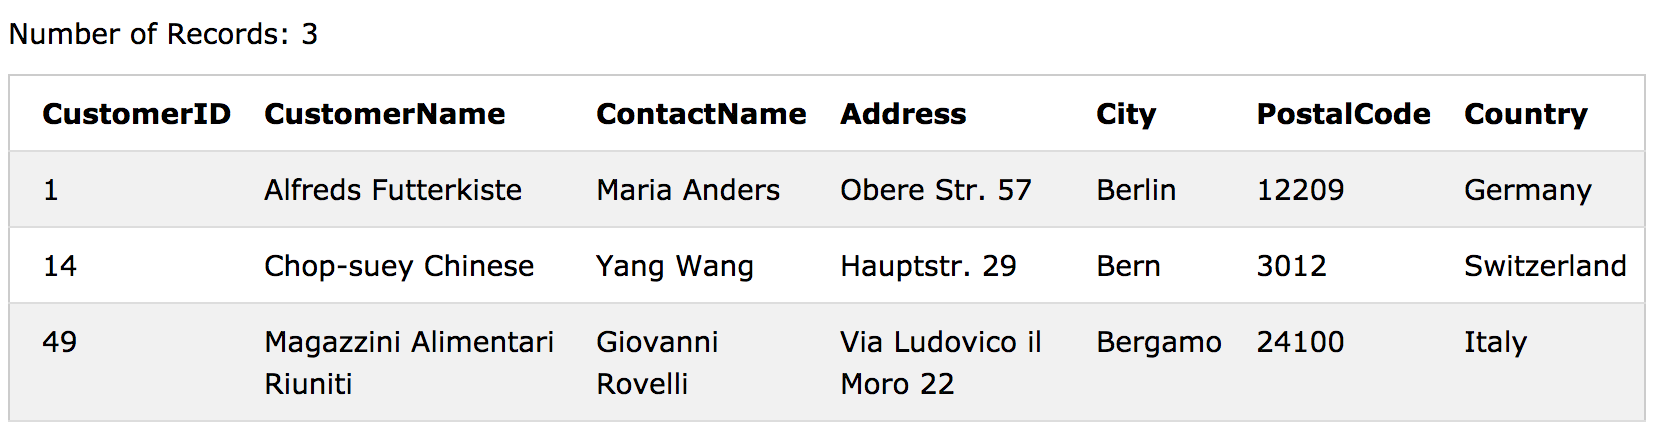 Number of Records: 3
CustomerID CustomerName ContactName Address City PostalCode Country
1 Alfreds Futterkiste Maria Anders Obere Str. 57 Berlin 12209 Germany
14 Chop-suey Chinese Yang Wang Hauptstr. 29 Bern 3012 Switzerland
49 Magazzini Alimentari Giovanni Via Ludovico il Bergamo 24100 Italy
Riuniti Rovelli Moro 22